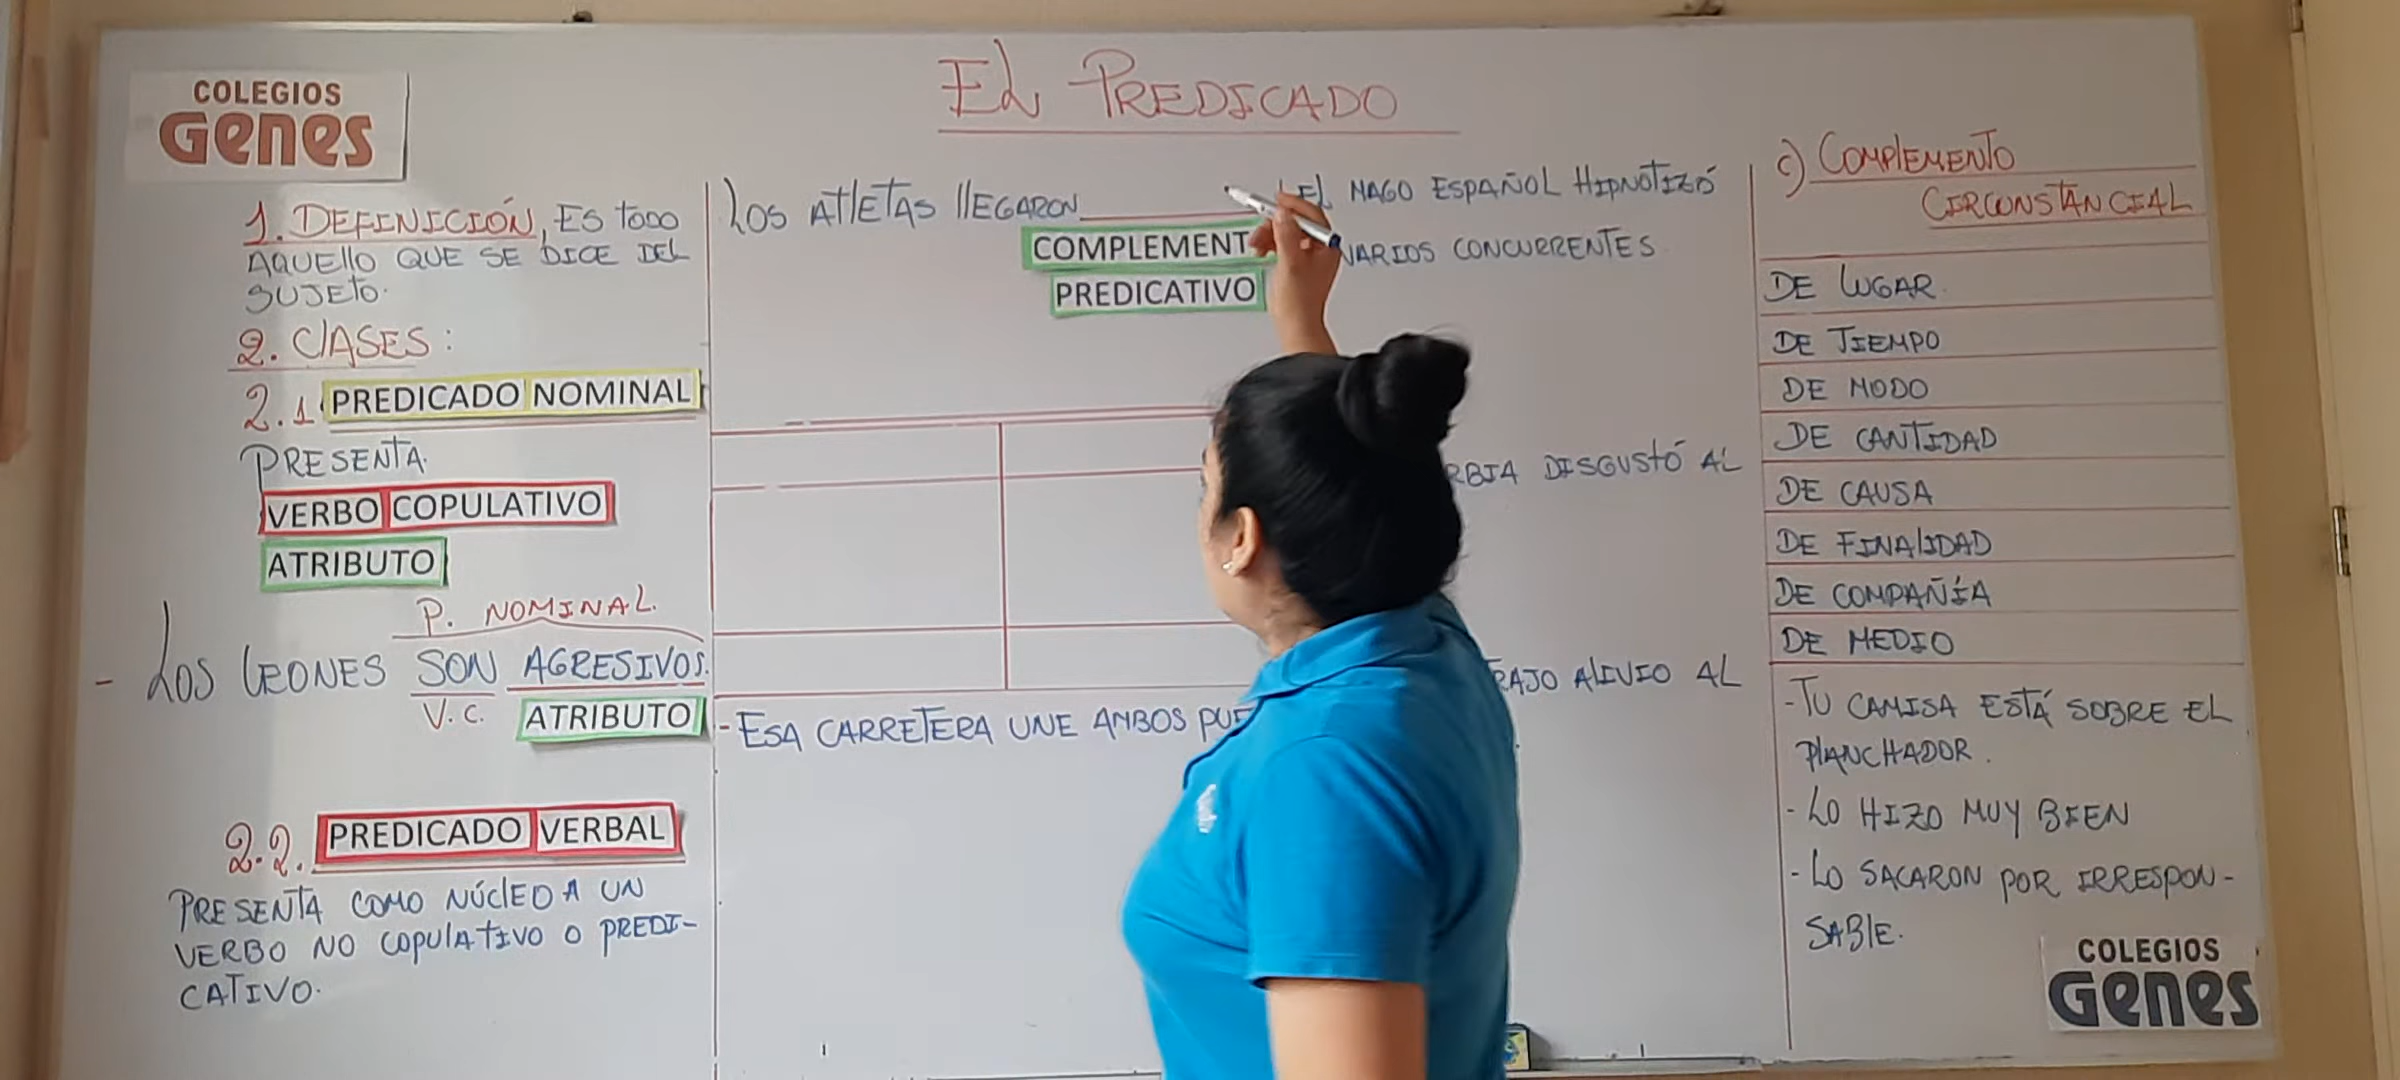 EL PREDICADO
COLEGIOS
Genes
1. DEFINICIÓN, ES TODO
AQUELLO QUE SE DICE DEL
SUJETO.
2. CLASES:
2.1 PREDICADO NOMINAL
PRESENTA
VERBO COPULATIVO
ATRIBUTO
P. NOMINAL.
- LOS LEONES SON AGRESIVOS.
V.C. ATRIBUTO
2.2. PREDICADO VERBAL
PRESENTA COMO NÚCLEO A UN
VERBO NO COPULATIVO O PREDI-
CATIVO.
LOS ATLETAS LLEGARON
COMPLEMENT
PREDICATIVO
- ESA CARRETERA UNE AMBOS
EL MAGO ESPAÑOL HIPNOTIZÓ
VARIOS CONCURRENTES
DISGUSTÓ AL
ALIVIO AL
C) COMPLEMENTO
CIRCUNSTANCIAL
DE LUGAR.
DE TIEMPO
DE MODO
DE CANTIDAD
DE CAUSA
DE FINALIDAD
DE COMPAÑÍA
DE MEDIO
- TU CAMISA ESTÁ SOBRE EL
PLANCHADOR.
- LO HIZO MUY BIEN
- LO SACARON POR IRRESPON-
SABLE.
COLEGIOS
Genes